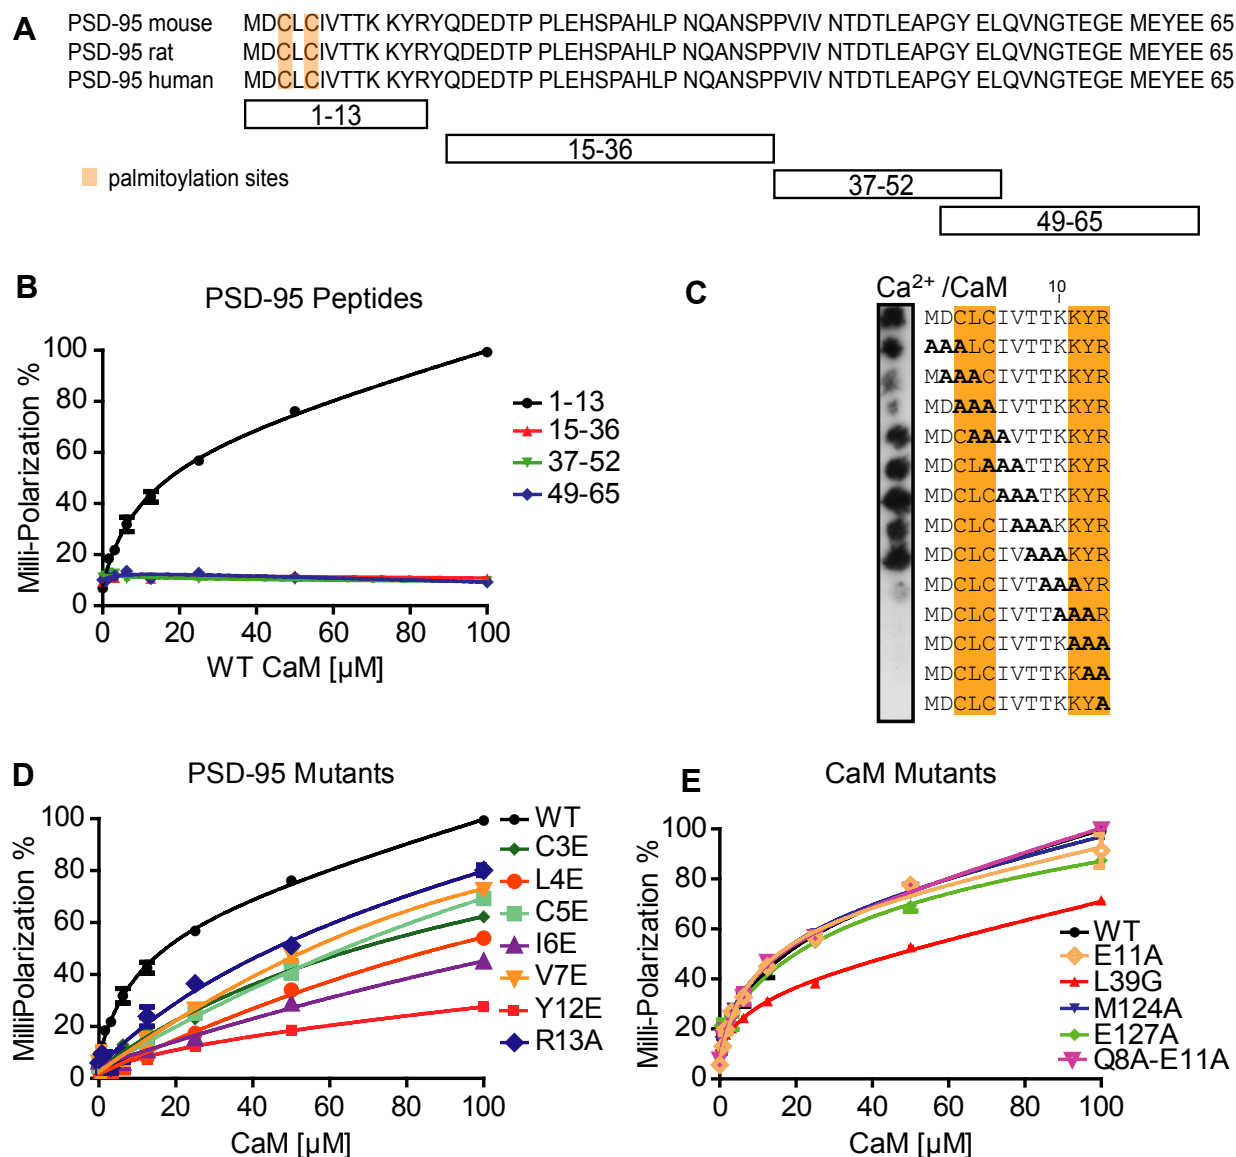 A
PSD-95 mouse MDCLCIVTTK KYRYQDEDTP PLEHSPAHLP NQANSPPVIV NTDTLEAPGY ELQVNGTEGE MEYEE 65
PSD-95 rat MDCLCIVTTK KYRYQDEDTP PLEHSPAHLP NQANSPPVIV NTDTLEAPGY ELQVNGTEGE MEYEE 65
PSD-95 human MDCLCIVTTK KYRYQDEDTP PLEHSPAHLP NQANSPPVIV NTDTLEAPGY ELQVNGTEGE MEYEE 65
1-13
15-36
palmitoylation sites
37-52
49-65
B
PSD-95 Peptides
Milli-Polarization %
100
80
60
40
20
0
0 20 40 60 80 100
WT CaM [µM]
1-13
15-36
37-52
49-65
C
Ca2+ /CaM
10
MDCLCIVTTKKYR
AAALCIVTTKKYR
MAAACIVTTKKYR
MDAAAIVTTKKYR
MDCAAAVTTKKYR
MDCLAAATTKKYR
MDCLCAAATKKYR
MDCLCIAAAKKYR
MDCLCIVAAAKYR
MDCLCIVTAAAYR
MDCLCIVTTAAAR
MDCLCIVTTKAAA
MDCLCIVTTKKAA
MDCLCIVTTKKYA
D
PSD-95 Mutants
MilliPolarization %
100
80
60
40
20
0
0 20 40 60 80 100
CaM [µM]
WT
C3E
L4E
C5E
I6E
V7E
Y12E
R13A
E
CaM Mutants
Milli-Polarization %
100
80
60
40
20
0
0 20 40 60 80 100
CaM [µM]
WT
E11A
L39G
M124A
E127A
Q8A-E11A